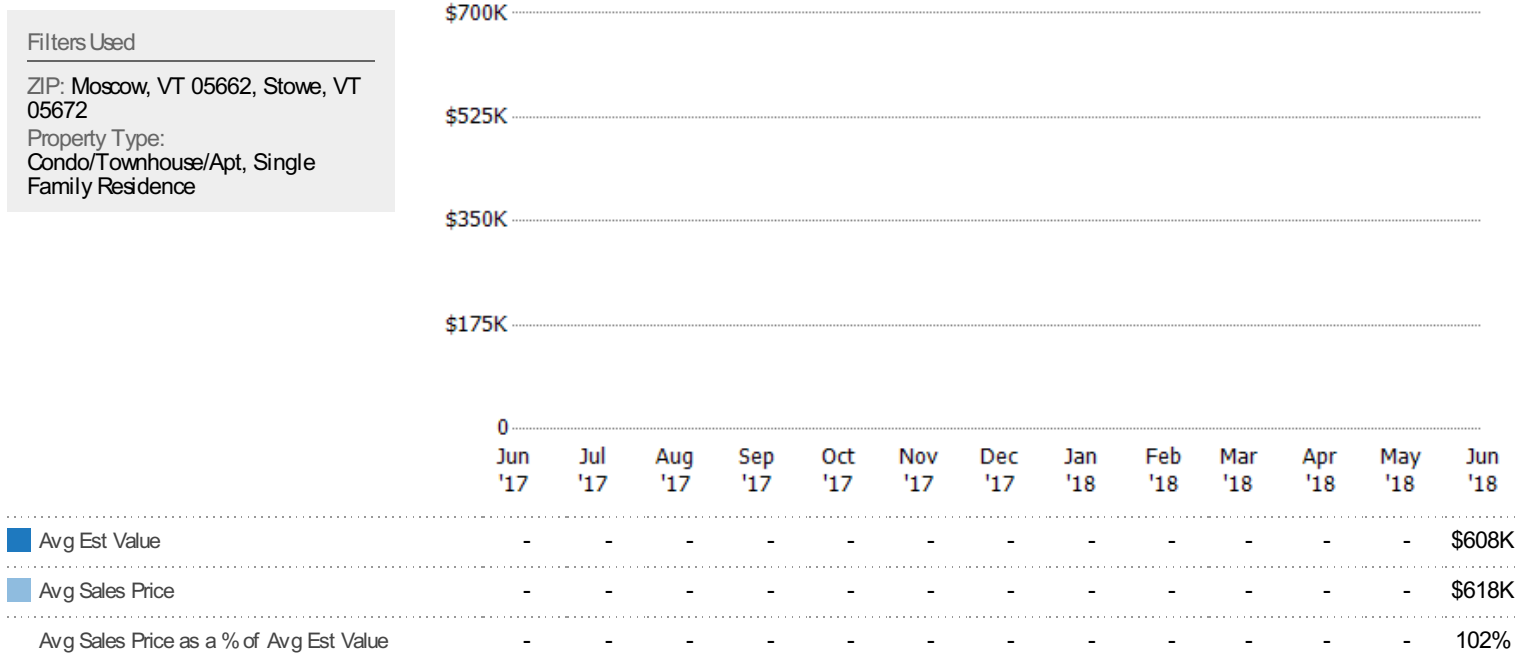 Filters Used
ZIP: Moscow, VT 05662, Stowe, VT
05672
Property Type:
Condo/Townhouse/Apt, Single
Family Residence
$700K
$525K
$350K
$175K
0
Jun Jul Aug Sep Oct Nov Dec Jan Feb Mar Apr May Jun
'17 '17 '17 '17 '17 '17 '17 '18 '18 '18 '18 '18 '18
Avg Est Value - - - - - - - - - - - - $608K
Avg Sales Price - - - - - - - - - - - - $618K
Avg Sales Price as a % of Avg Est Value - - - - - - - - - - - - 102%